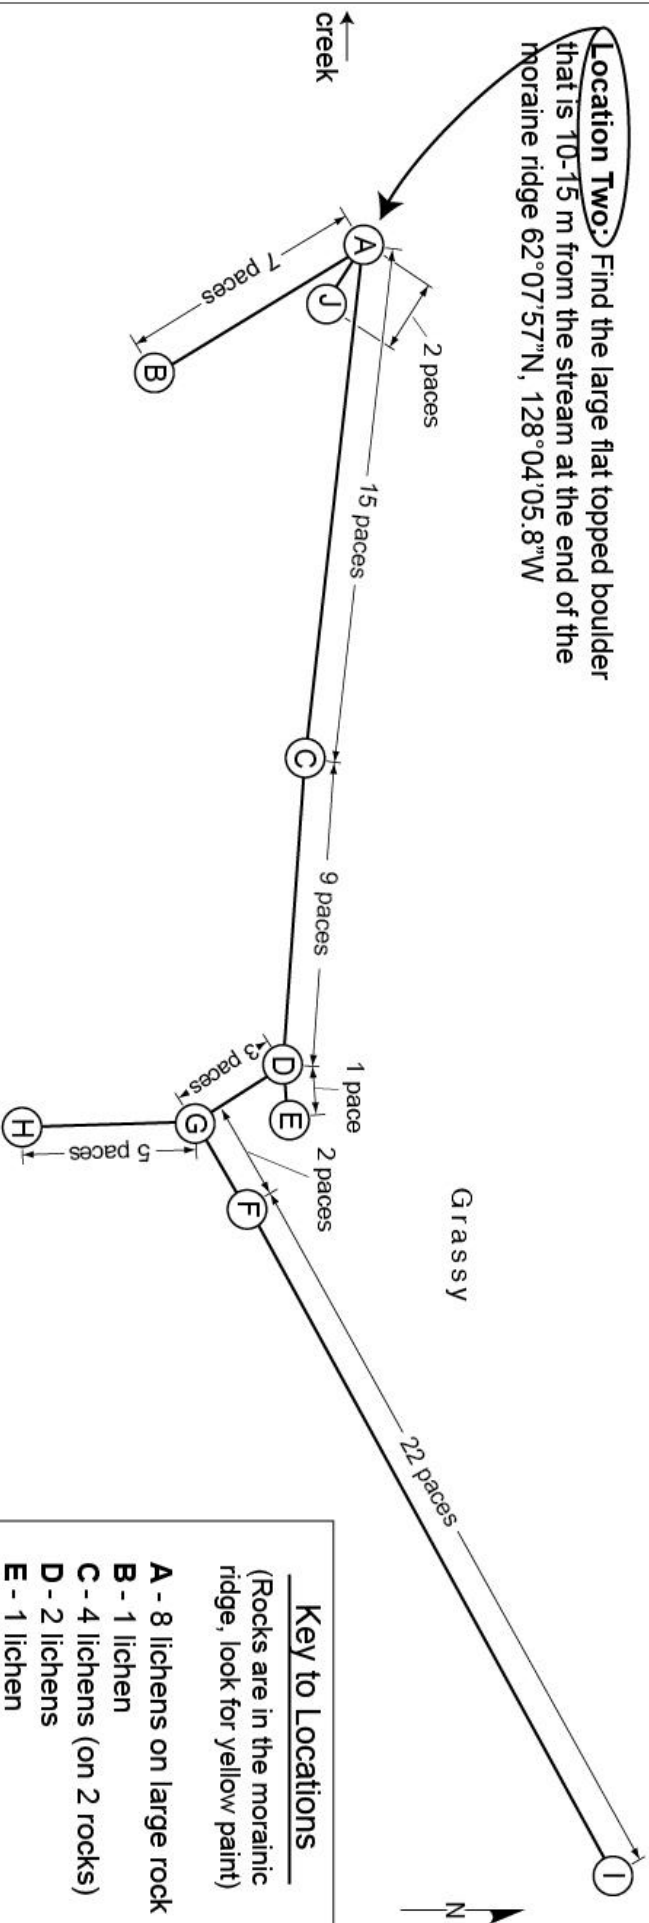 Location Two: Find the large flat topped boulder
that is 10-15 m from the stream at the end of the
moraine ridge 62°07’57”N, 128°04’05.8”W
creek
A
J
B
7 paces
2 paces
15 paces
C
9 paces
D
E
1 pace
3 paces
G
2 paces
F
H
5 paces
Grassy
22 paces
I
N
Key to Locations
(Rocks are in the morainic
ridge, look for yellow paint)
A - 8 lichens on large rock
B - 1 lichen
C - 4 lichens (on 2 rocks)
D - 2 lichens
E - 1 lichen